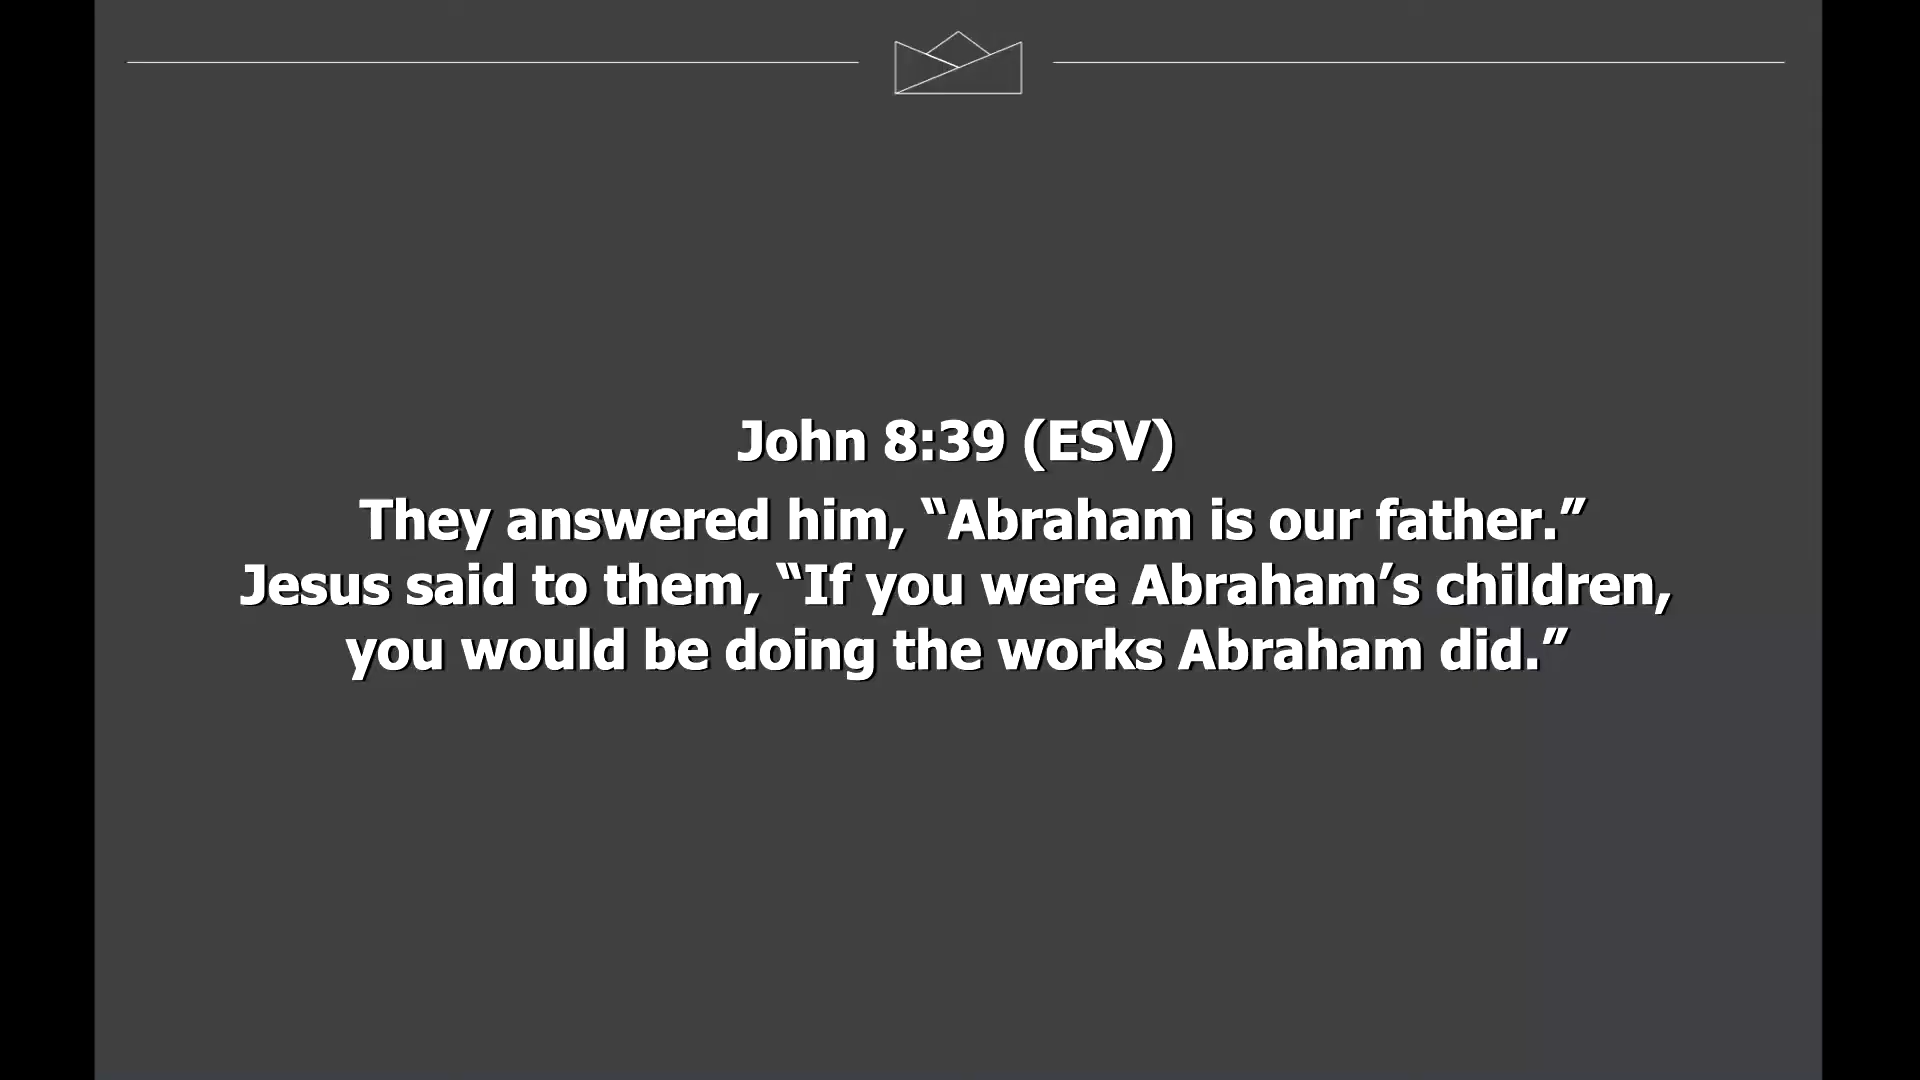 John 8:39 (ESV)
They answered him, “Abraham is our father.”
Jesus said to them, “If you were Abraham’s children,
you would be doing the works Abraham did.”